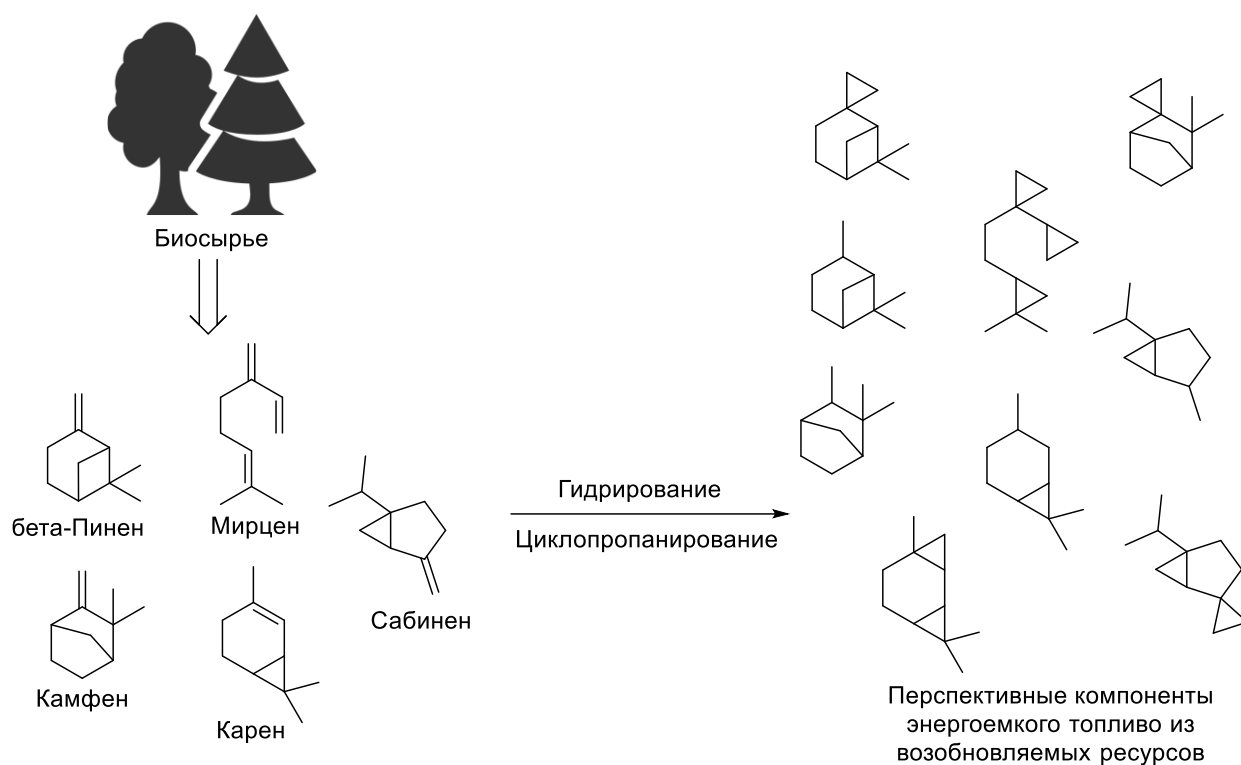 Биосырье
бета-Пинен
Мирцен
Сабинен
Камфен
Карен
Гидрирование
Циклопропанирование
Перспективные компоненты
энергоемкого топливо из
возобновляемых ресурсов